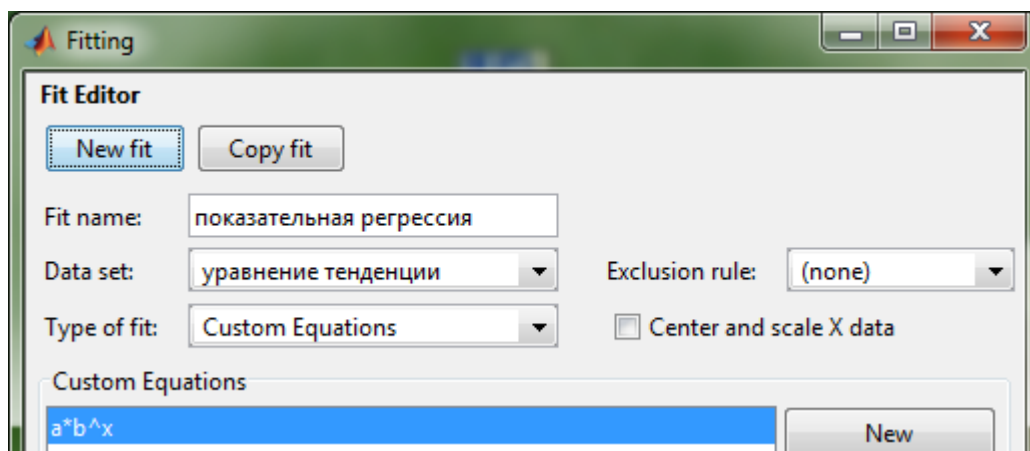 Fitting
Fit Editor
New fit Copy fit
Fit name: показательная регрессия
Data set: уравнение тенденции Exclusion rule: (none)
Type of fit: Custom Equations Center and scale X data
Custom Equations
a*b^x New